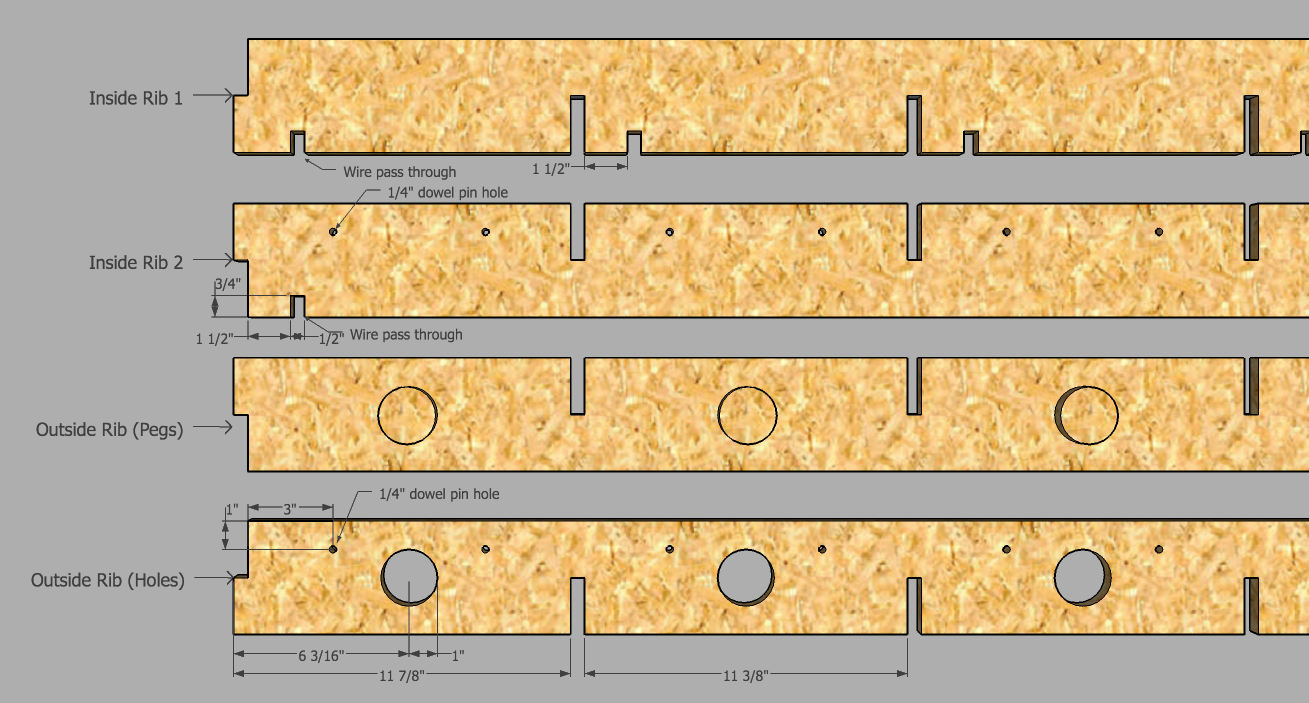 Inside Rib 1
Wire pass through
1 1/2"
1/4" dowel pin hole
Inside Rib 2
3/4"
1 1/2"
1/2"
Wire pass through
Outside Rib (Pegs)
1/4" dowel pin hole
1"
3"
Outside Rib (Holes)
6 3/16"
1"
11 7/8"
11 3/8"